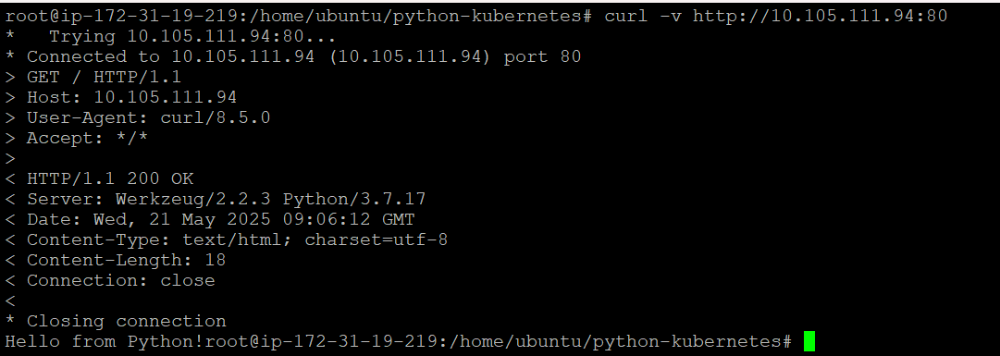 root@ip-172-31-19-219:/home/ubuntu/python-kubernetes# curl -v http://10.105.111.94:80
*   Trying 10.105.111.94:80...
* Connected to 10.105.111.94 (10.105.111.94) port 80
> GET / HTTP/1.1
> Host: 10.105.111.94
> User-Agent: curl/8.5.0
> Accept: */*
>
< HTTP/1.1 200 OK
< Server: Werkzeug/2.2.3 Python/3.7.17
< Date: Wed, 21 May 2025 09:06:12 GMT
< Content-Type: text/html; charset=utf-8
< Content-Length: 18
< Connection: close
<
* Closing connection
Hello from Python!root@ip-172-31-19-219:/home/ubuntu/python-kubernetes#